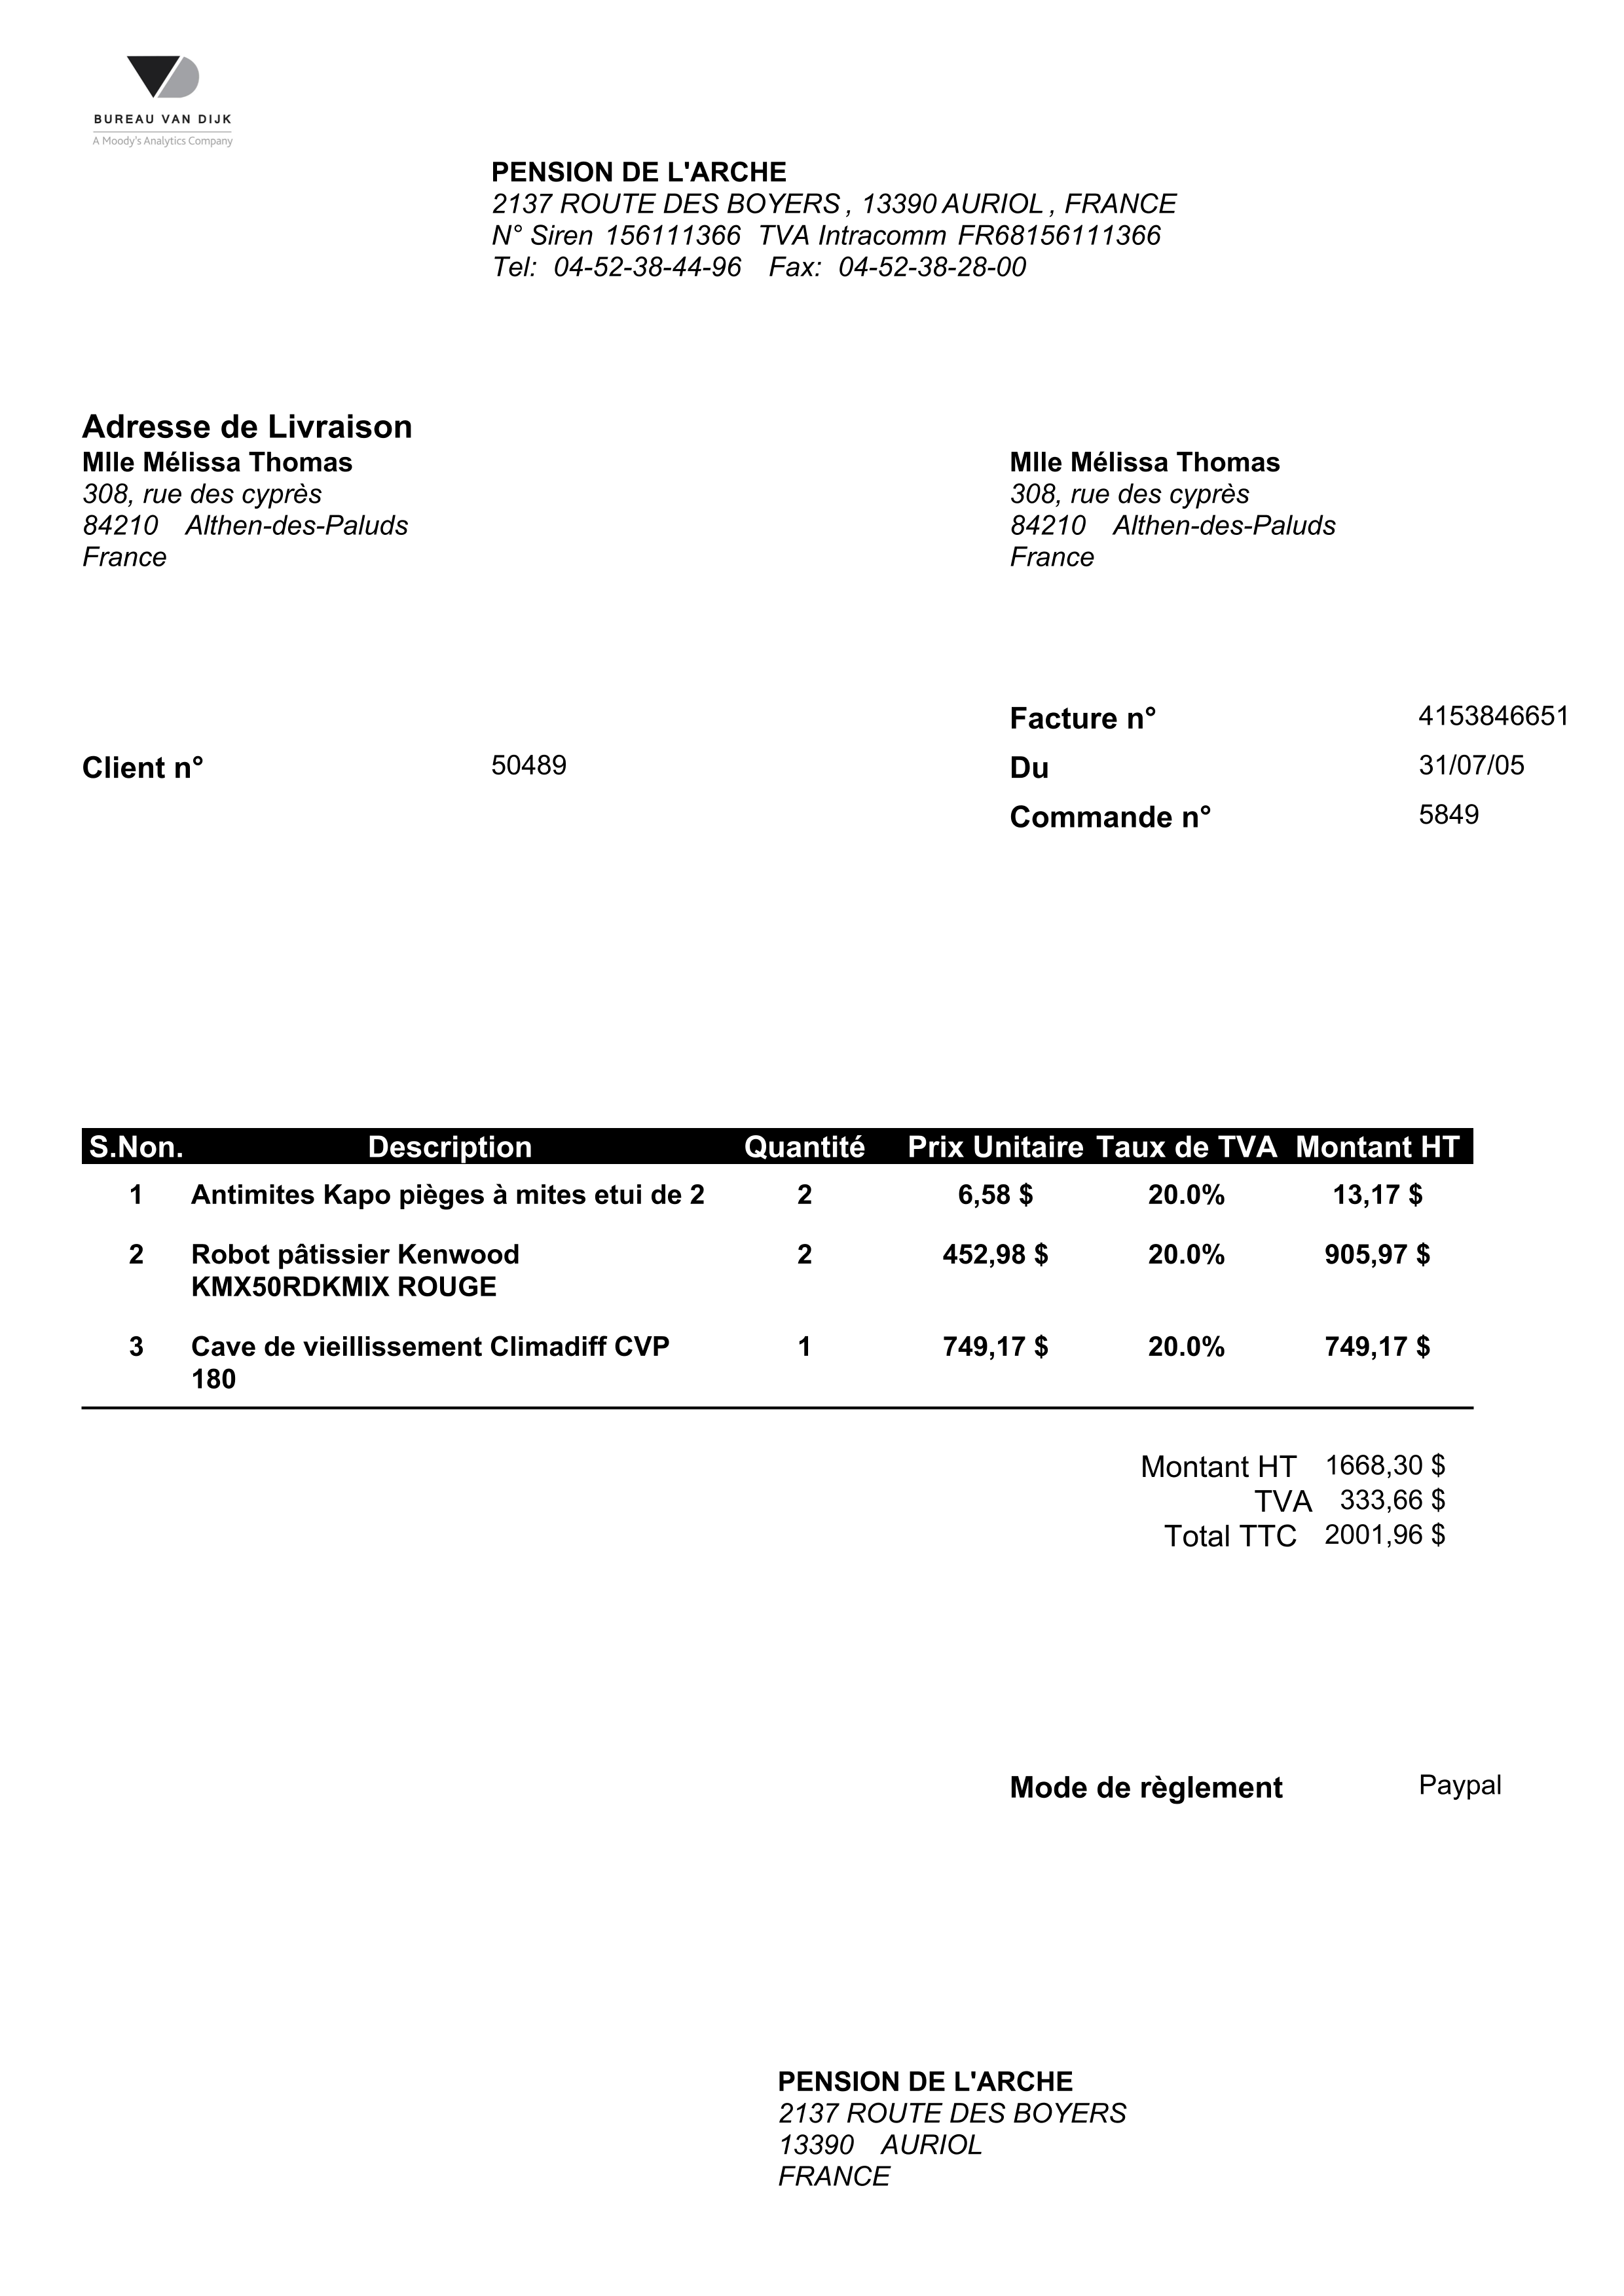 BUREAU VAN DIJK
A Moody's Analytics Company
PENSION DE L'ARCHE
2137 ROUTE DES BOYERS , 13390 AURIOL , FRANCE
N° Siren 156111366 TVA Intracomm FR68156111366
Tel: 04-52-38-44-96 Fax: 04-52-38-28-00
Adresse de Livraison
Mlle Mélissa Thomas
308, rue des cyprès
84210 Althen-des-Paluds
France
Mlle Mélissa Thomas
308, rue des cyprès
84210 Althen-des-Paluds
France
Facture n° 4153846651
Client n° 50489 Du 31/07/05
Commande n° 5849
S.Non. Description Quantité Prix Unitaire Taux de TVA Montant HT
1 Antimites Kapo pièges à mites etui de 2 2 6,58 $ 20.0% 13,17 $
2 Robot pâtissier Kenwood 2 452,98 $ 20.0% 905,97 $
KMX50RDKMIX ROUGE
3 Cave de vieillissement Climadiff CVP 1 749,17 $ 20.0% 749,17 $
180
Montant HT 1668,30 $
TVA 333,66 $
Total TTC 2001,96 $
Mode de règlement Paypal
PENSION DE L'ARCHE
2137 ROUTE DES BOYERS
13390 AURIOL
FRANCE